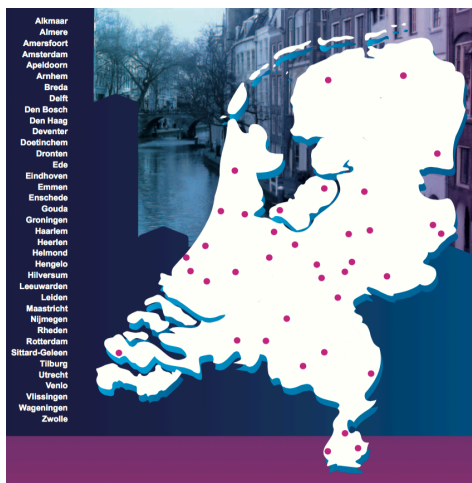 Alkmaar
Almere
Amersfoort
Amsterdam
Apeldoorn
Arnhem
Breda
Delft
Den Bosch
Den Haag
Deventer
Doetinchem
Dronten
Ede
Eindhoven
Emmen
Enschede
Gouda
Groningen
Haarlem
Heerlen
Helmond
Hengelo
Hilversum
Leeuwarden
Leiden
Maastricht
Nijmegen
Rheden
Rotterdam
Sittard-Geleen
Tilburg
Utrecht
Venlo
Vlissingen
Wageningen
Zwolle